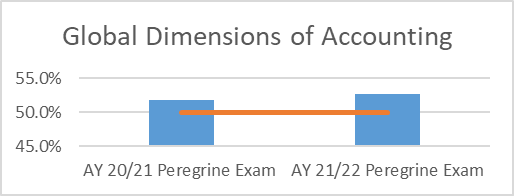 Global Dimensions of Accounting
55.0%
50.0%
45.0%
AY 20/21 Peregrine Exam AY 21/22 Peregrine Exam